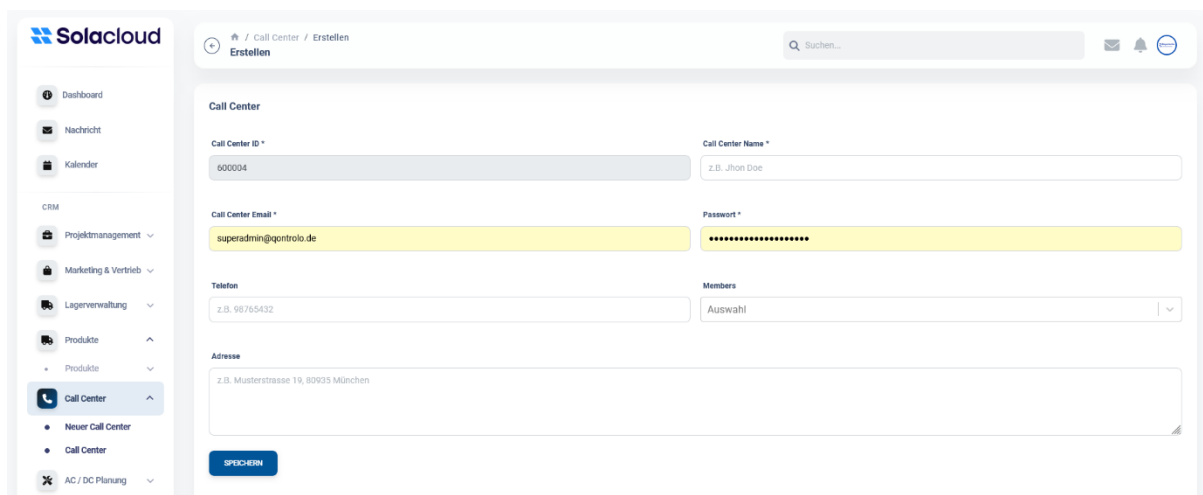 Solacloud
Dashboard
Nachricht
Kalender
CRM
Projektmanagement
Marketing & Vertrieb
Lagerverwaltung
Produkte
Produkte
Call Center
Neuer Call Center
Call Center
AC / DC Planung
/ Call Center / Erstellen
Erstellen
Suchen...
Call Center
Call Center ID *
600004
Call Center Name *
z.B. Jhon Doe
Call Center Email *
superadmin@qontrolo.de
Passwort *
••••••••••••••••••••
Telefon
z.B. 98765432
Members
Auswahl
Adresse
z.B. Musterstrasse 19, 80935 München
SPEICHERN